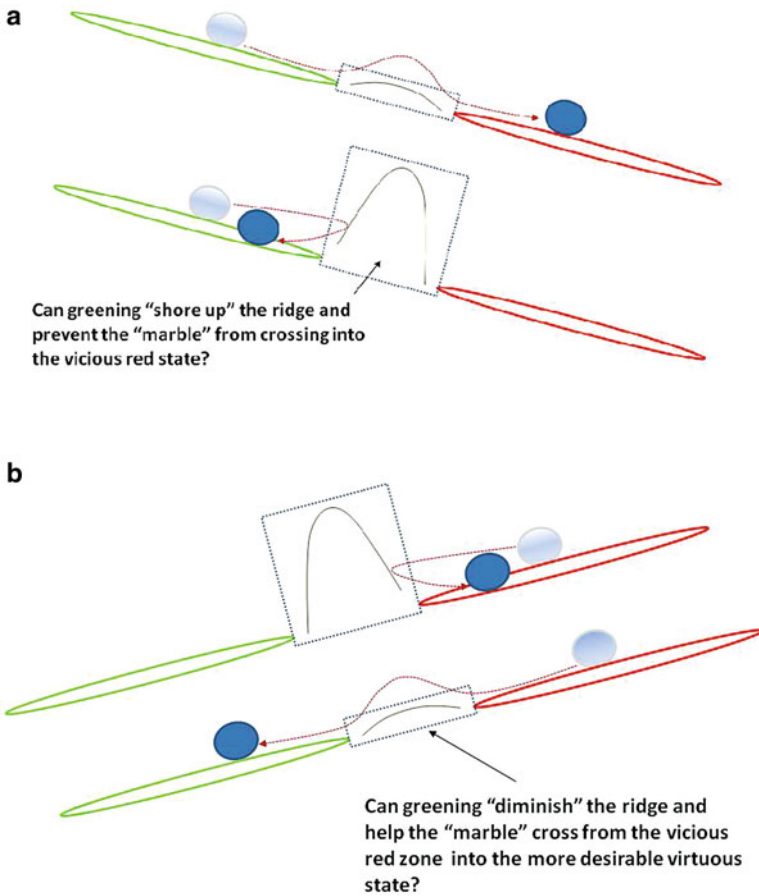 a
Can greening “shore up” the ridge and
prevent the “marble” from crossing into
the vicious red state?
b
Can greening “diminish” the ridge and
help the “marble” cross from the vicious
red zone into the more desirable virtuous
state?